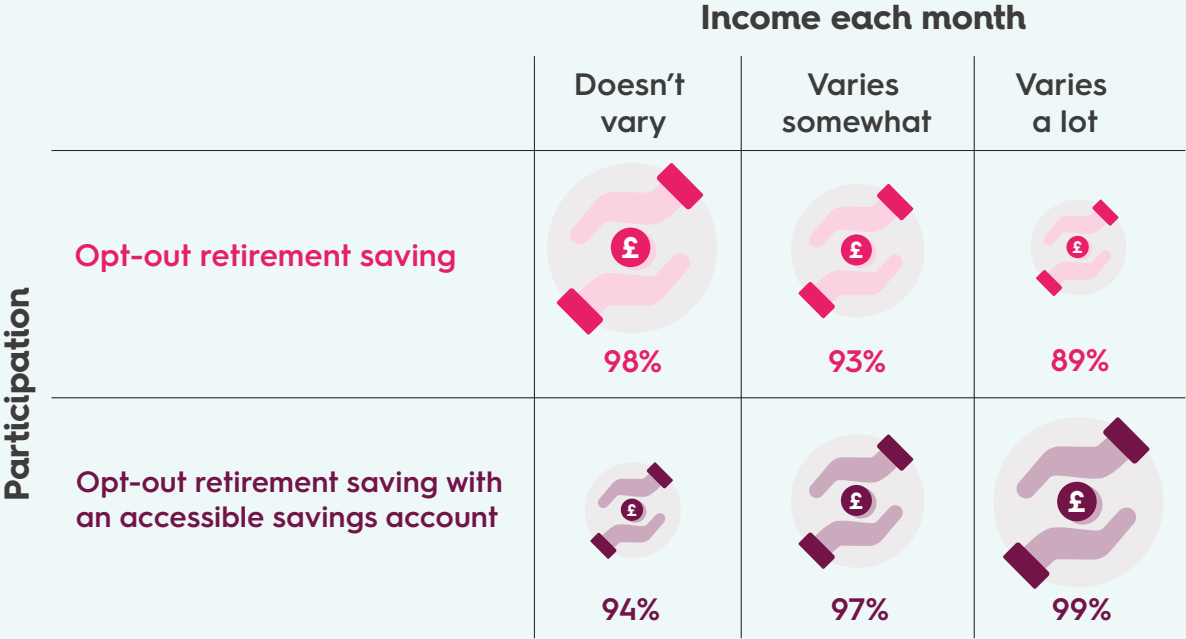 Income each month
Doesn't
vary
Varies
somewhat
Varies
a lot
Participation
Opt-out retirement saving
£
£
£
98%
93%
89%
Opt-out retirement saving with
an accessible savings account
£
£
£
94%
97%
99%